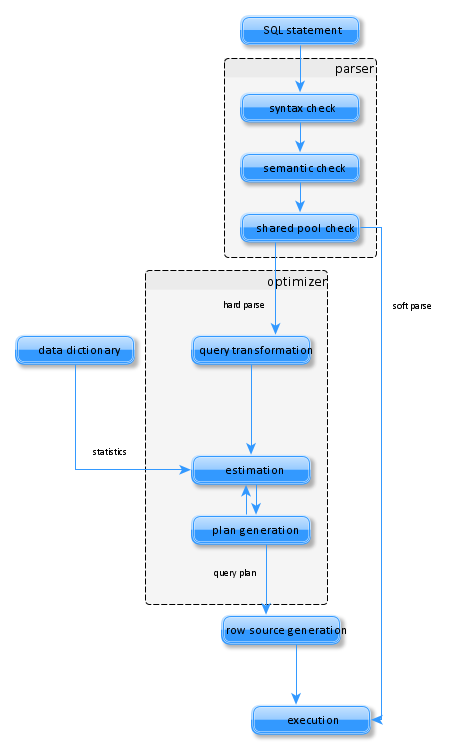 SQL statement
parser
syntax check
semantic check
shared pool check
optimizer
hard parse
soft parse
data dictionary
query transformation
statistics
estimation
plan generation
query plan
row source generation
execution